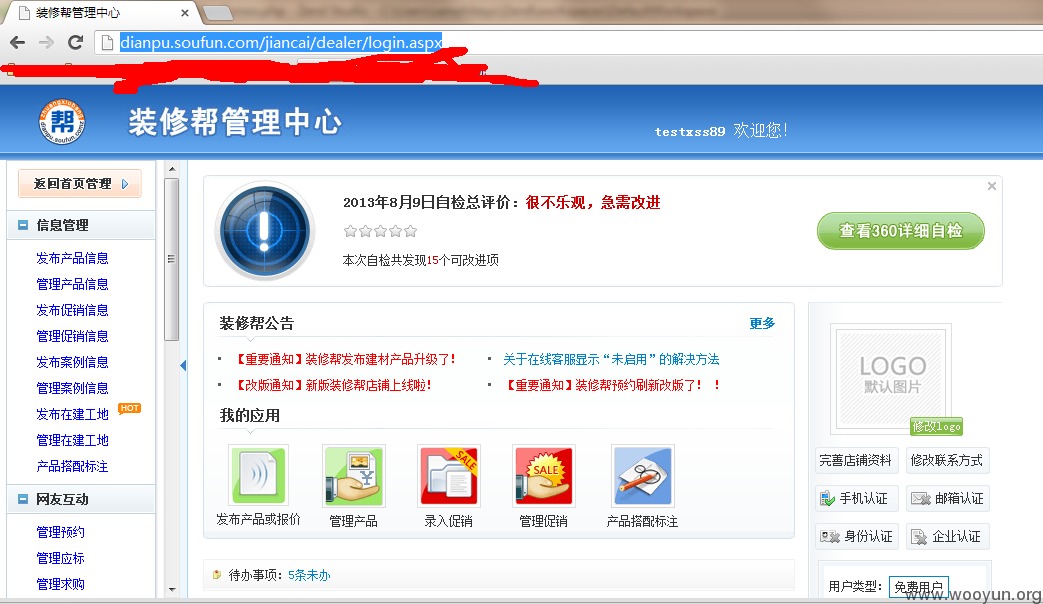 装修帮管理中心
dianpu.soufun.com/jiancai/dealer/login.aspx
帮
装修帮管理中心
testxss89 欢迎您!
返回首页管理
信息管理
发布产品信息
管理产品信息
发布促销信息
管理促销信息
发布案例信息
管理案例信息
发布在建工地 HOT
管理在建工地
产品搭配标注
网友互动
管理预约
管理应标
管理求购
2013年8月9日自检总评价：很不乐观，急需改进
本次自检共发现15个可改进项
查看360详细自检
装修帮公告 更多
【重要通知】装修帮发布建材产品升级了！
关于在线客服显示“未启用”的解决方法
【改版通知】新版装修帮店铺上线啦!
【重要通知】装修帮预约刷新改版了！ ！
我的应用
SALE
SALE
发布产品或报价 管理产品 录入促销 管理促销 产品搭配标注
待办事项：5条未办
LOGO
默认图片
修改logo
完善店铺资料 修改联系方式
手机认证 邮箱认证
身份认证 企业认证
用户类型： 免费用户
www.wooyun.org